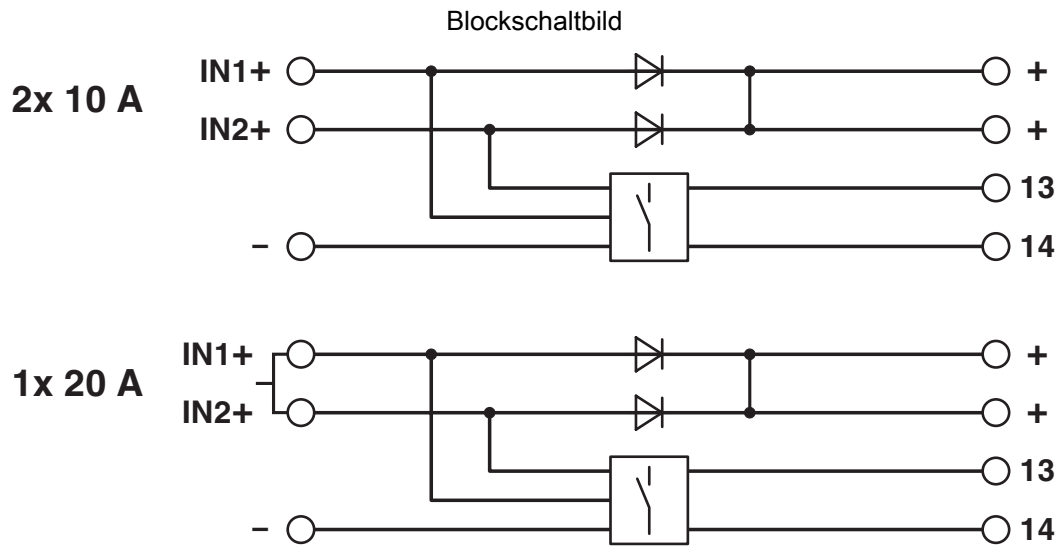 Blockschaltbild
2x 10 A
IN1+
+
IN2+
+
13
–
14
1x 20 A
IN1+
+
IN2+
+
13
–
14